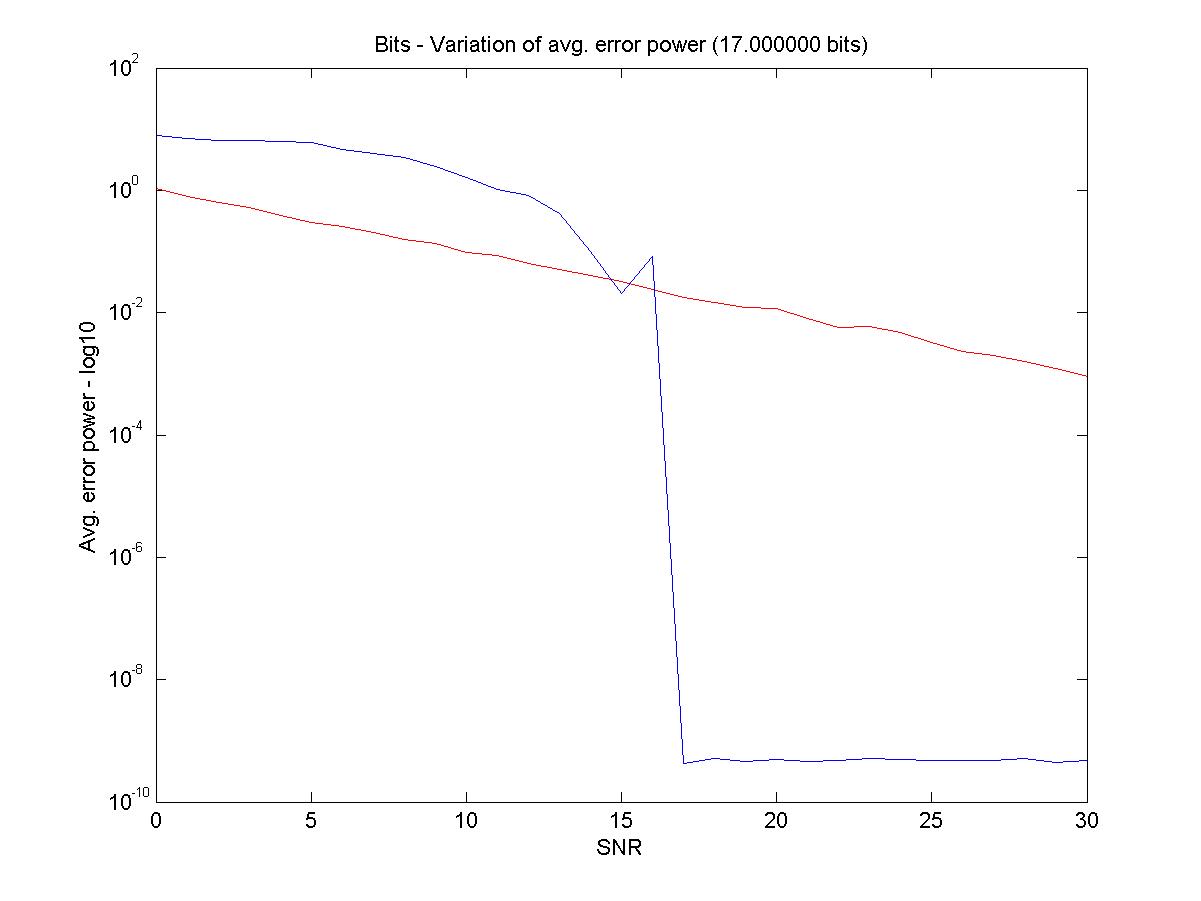 Bits - Variation of avg. error power (17.000000 bits)
10^2
10^0
10^-2
10^-4
10^-6
10^-8
10^-10
Avg. error power - log10
0 5 10 15 20 25 30
SNR